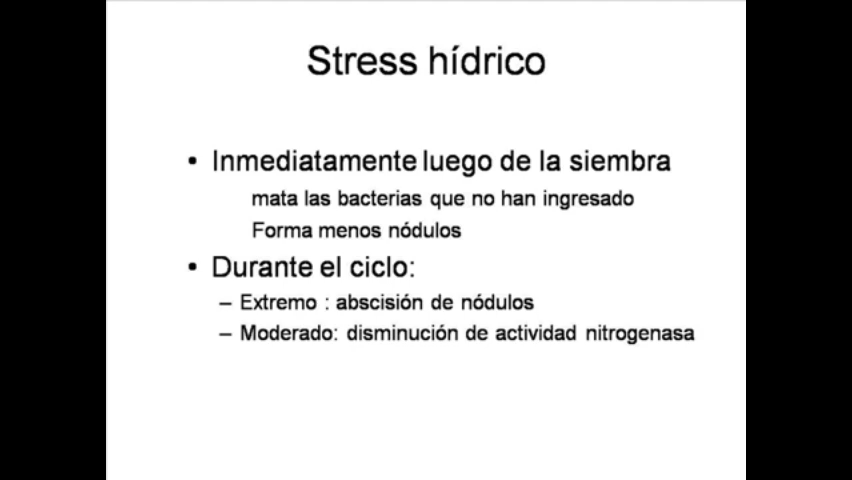 Stress hídrico
• Inmediatamente luego de la siembra
mata las bacterias que no han ingresado
Forma menos nódulos
• Durante el ciclo:
– Extremo : abscisión de nódulos
– Moderado: disminución de actividad nitrogenasa